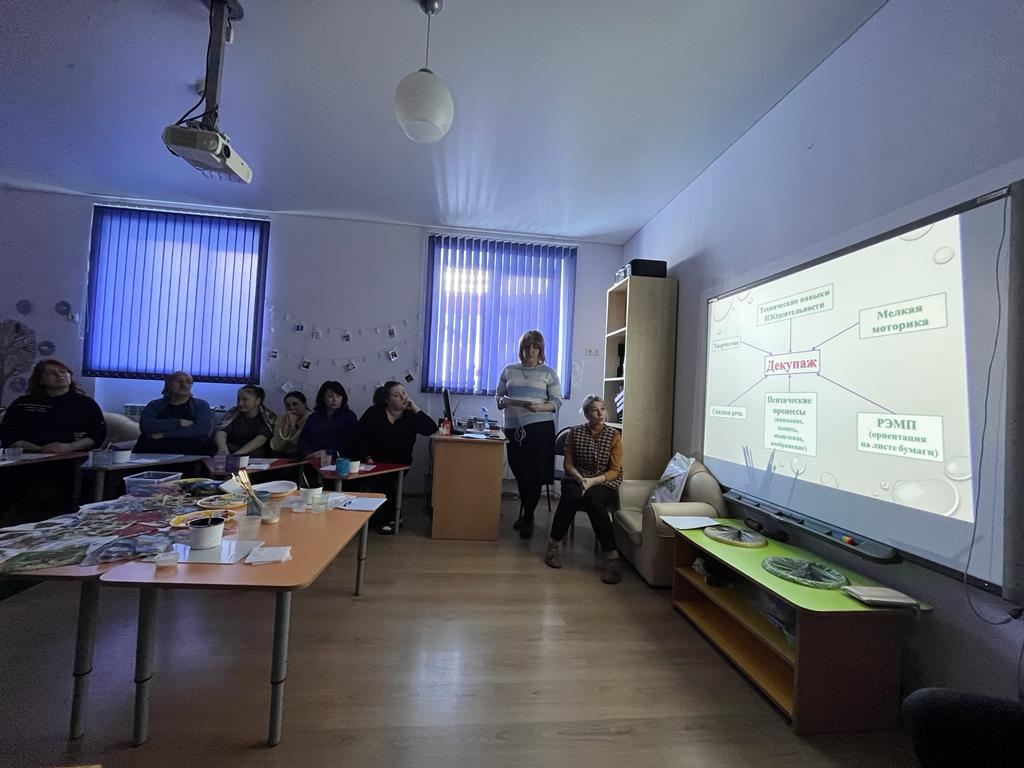 Технические навыки
ИЗОдеятельности
Мелкая
моторика
Творчество
Декупаж
Связная речь
Психические
процессы
(внимание,
память,
мышление,
воображение)
РЭМП
(ориентация
на листе бумаги)